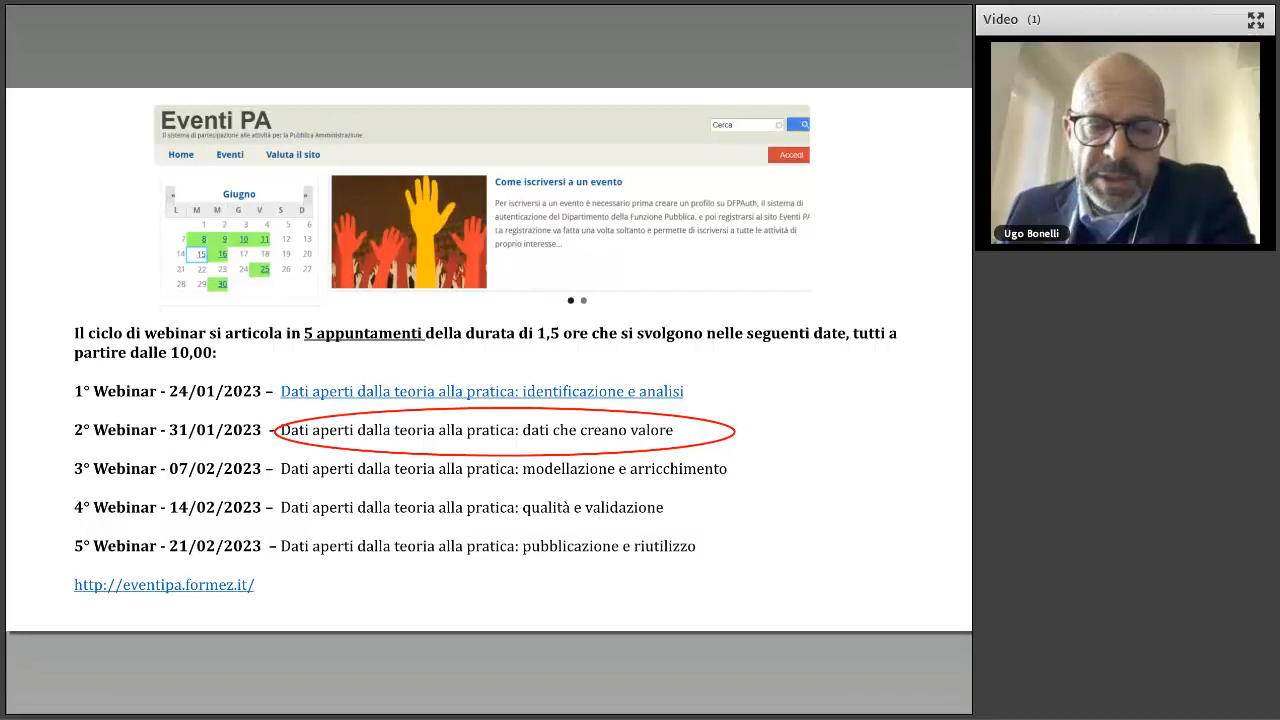 Video (1)
Ugo Bonelli
Eventi PA
Il sistema di partecipazione alle attività per la Pubblica Amministrazione
Cerca
Home Eventi Valuta il sito
Accedi
« Giugno »
L M M G V S D
1 2 3 4 5 6
7 8 9 10 11 12 13
14 15 16 17 18 19 20
21 22 23 24 25 26 27
28 29 30
Come iscriversi a un evento
Per iscriversi a un evento è necessario prima creare un profilo su DFPAuth, il sistema di
autenticazione del Dipartimento della Funzione Pubblica. e poi registrarsi al sito Eventi PA
La registrazione va fatta una volta soltanto e permette di iscriversi a tutte le attività di
proprio interesse...
Il ciclo di webinar si articola in 5 appuntamenti della durata di 1,5 ore che si svolgono nelle seguenti date, tutti a
partire dalle 10,00:
1° Webinar - 24/01/2023 – Dati aperti dalla teoria alla pratica: identificazione e analisi
2° Webinar - 31/01/2023 - Dati aperti dalla teoria alla pratica: dati che creano valore
3° Webinar - 07/02/2023 – Dati aperti dalla teoria alla pratica: modellazione e arricchimento
4° Webinar - 14/02/2023 – Dati aperti dalla teoria alla pratica: qualità e validazione
5° Webinar - 21/02/2023 – Dati aperti dalla teoria alla pratica: pubblicazione e riutilizzo
http://eventipa.formez.it/